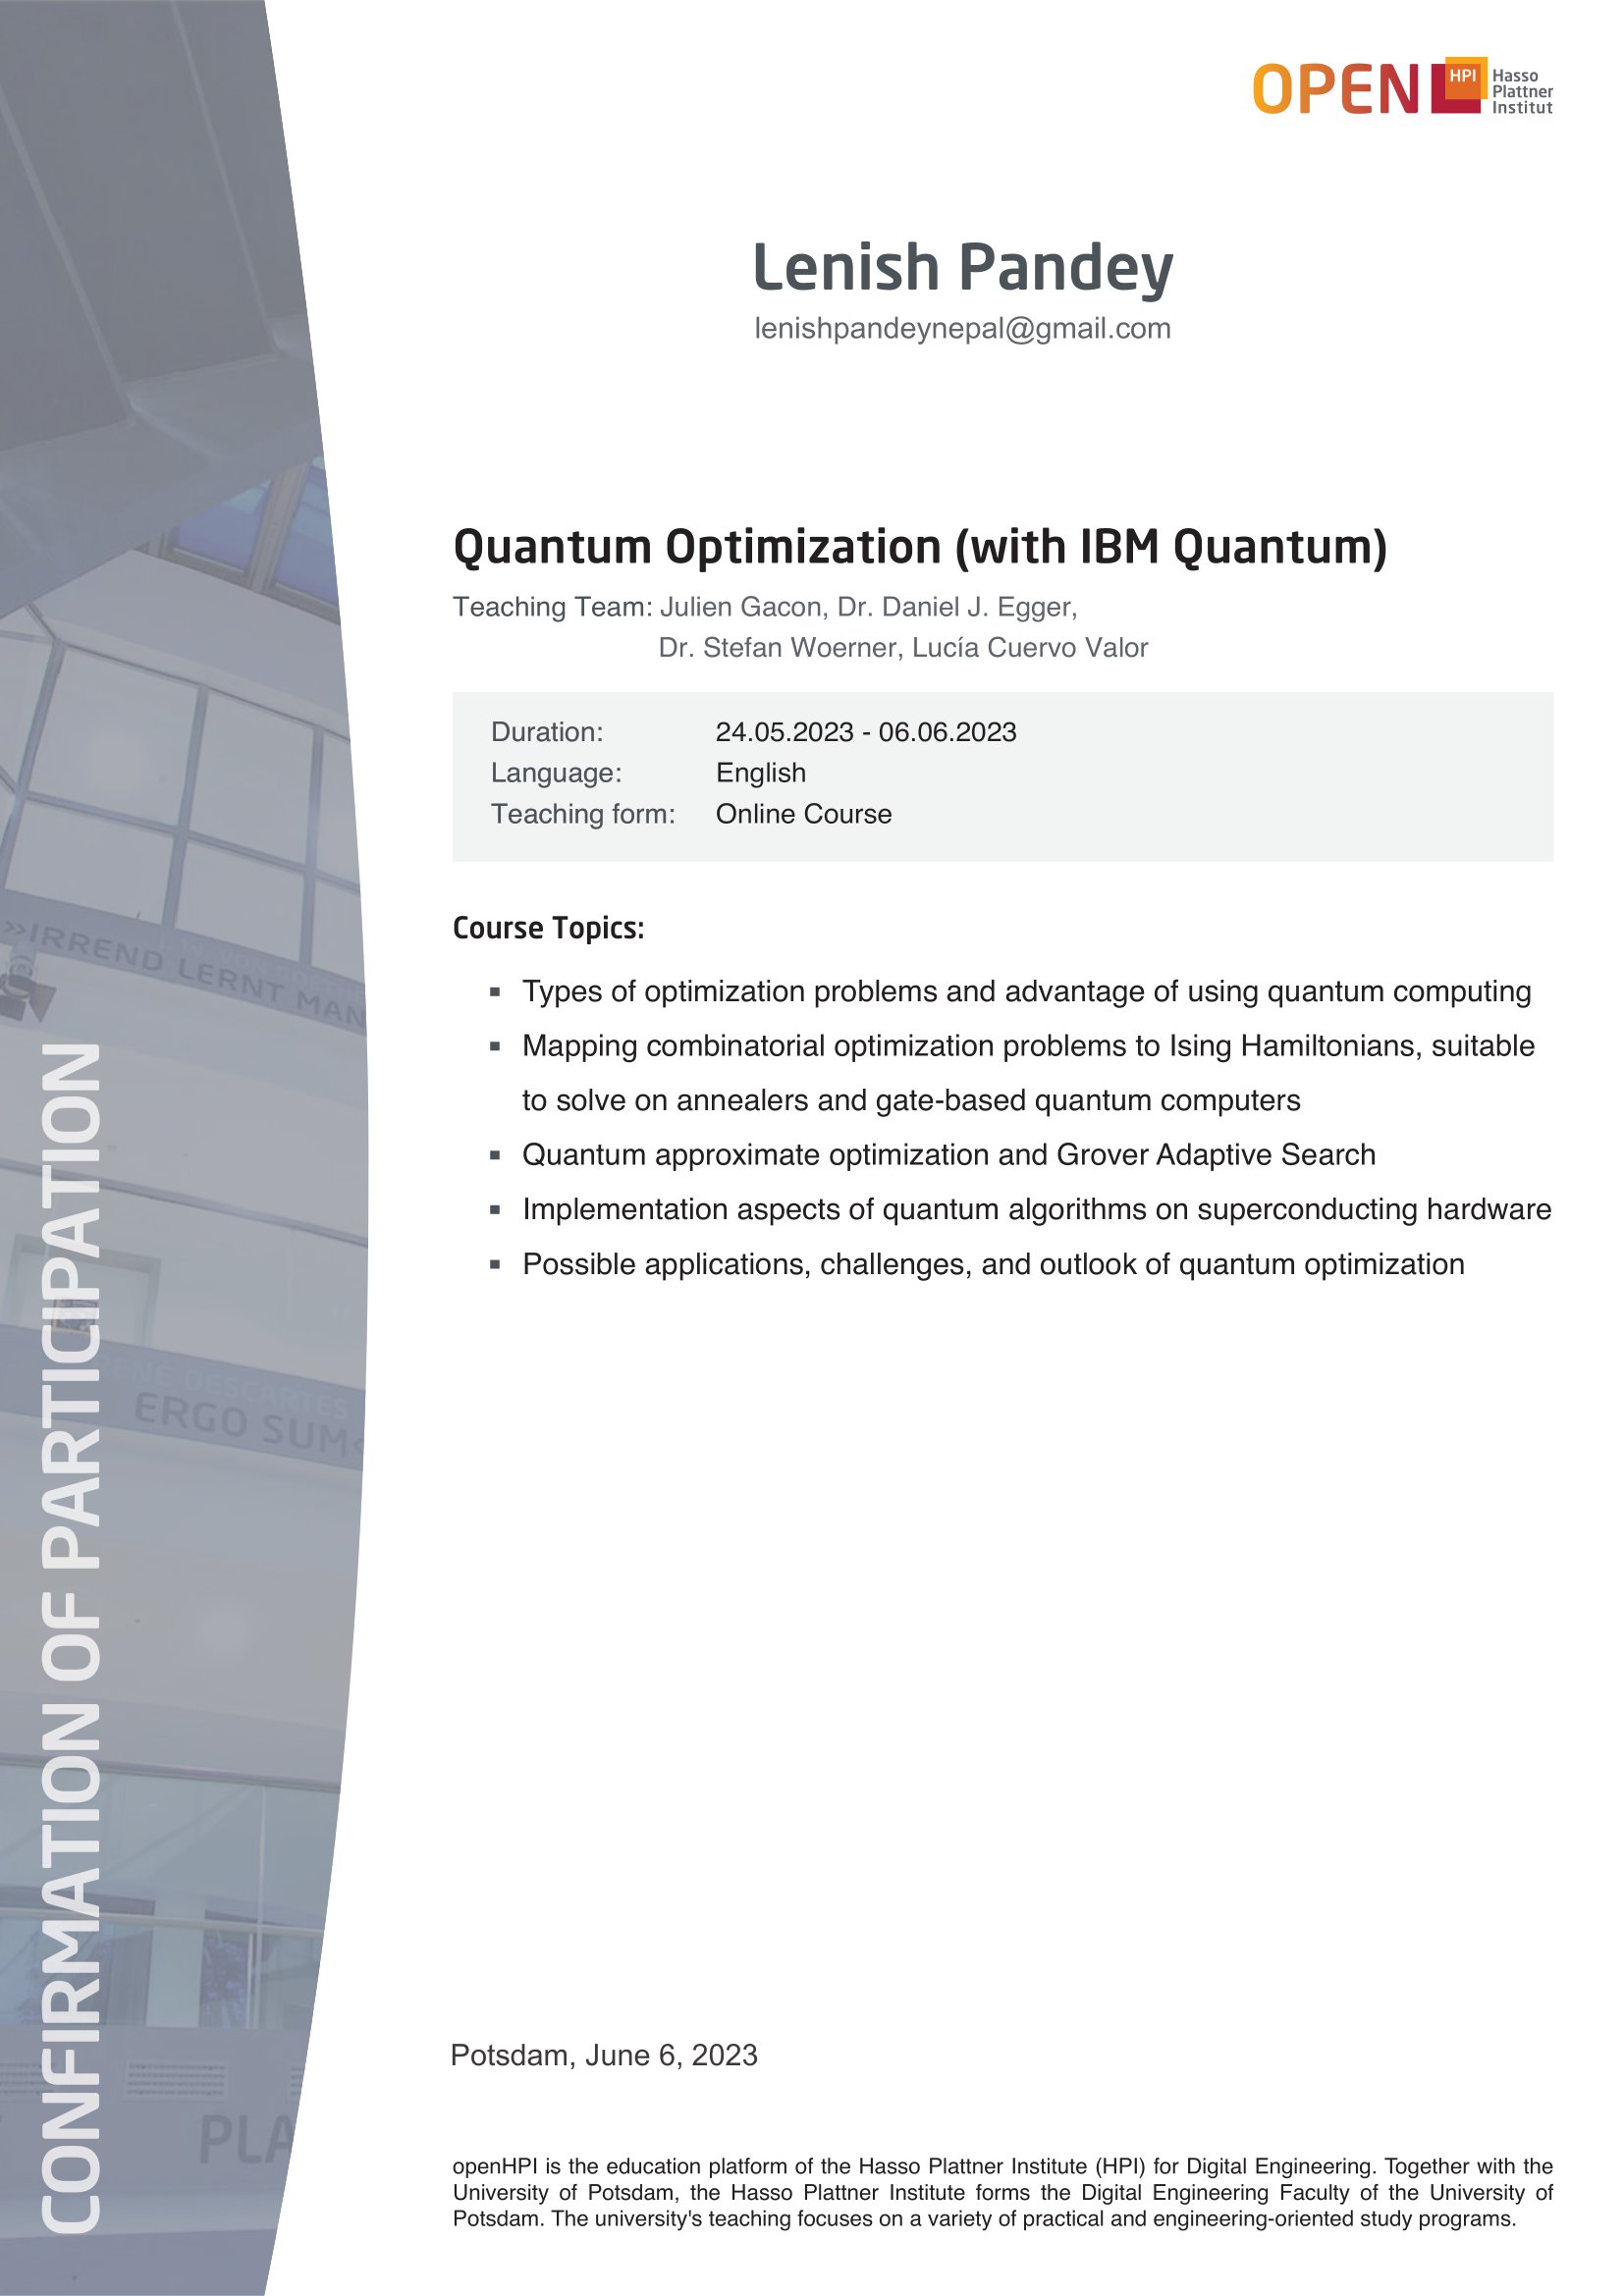 OPEN HPI Hasso
Plattner
Institut
Lenish Pandey
lenishpandeynepal@gmail.com
Quantum Optimization (with IBM Quantum)
Teaching Team: Julien Gacon, Dr. Daniel J. Egger,
Dr. Stefan Woerner, Lucía Cuervo Valor
Duration: 24.05.2023 - 06.06.2023
Language: English
Teaching form: Online Course
Course Topics:
▪ Types of optimization problems and advantage of using quantum computing
▪ Mapping combinatorial optimization problems to Ising Hamiltonians, suitable
to solve on annealers and gate-based quantum computers
▪ Quantum approximate optimization and Grover Adaptive Search
▪ Implementation aspects of quantum algorithms on superconducting hardware
▪ Possible applications, challenges, and outlook of quantum optimization
Potsdam, June 6, 2023
openHPI is the education platform of the Hasso Plattner Institute (HPI) for Digital Engineering. Together with the
University of Potsdam, the Hasso Plattner Institute forms the Digital Engineering Faculty of the University of
Potsdam. The university's teaching focuses on a variety of practical and engineering-oriented study programs.
CONFIRMATION OF PARTICIPATION
»IRREND LERNT MAN
RENÉ DESCARTES
ERGO SUM‹
PLA